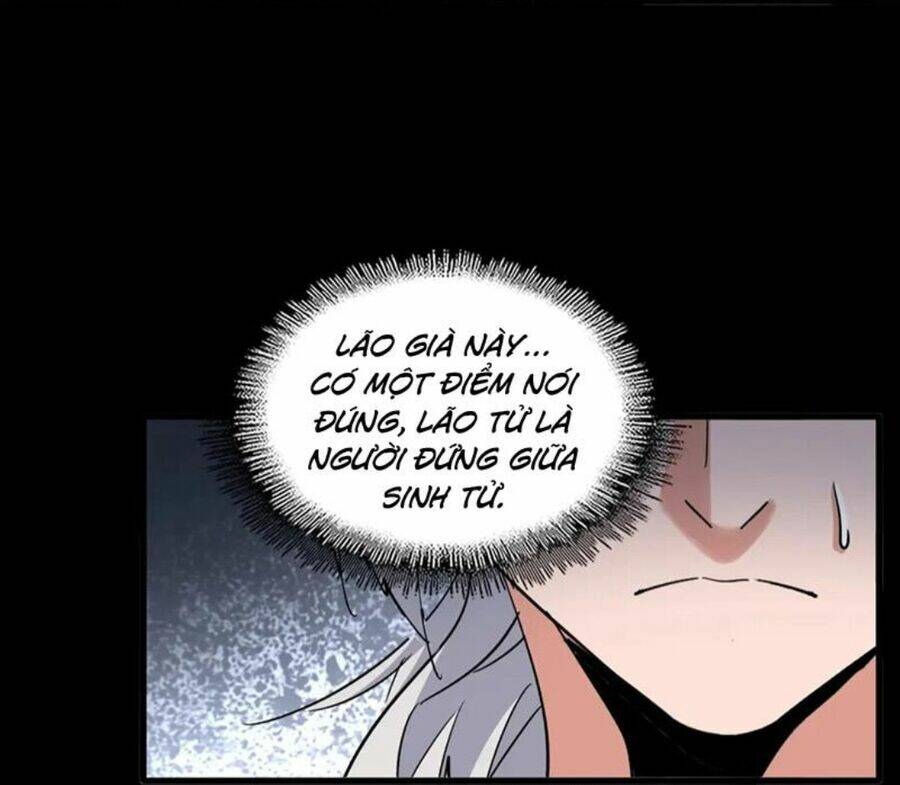 LÃO GIÀ NÀY...
CÓ MỘT ĐIỂM NÓI
ĐÚNG, LÃO TỬ LÀ
NGƯỜI ĐỨNG GIỮA
SINH TỬ.